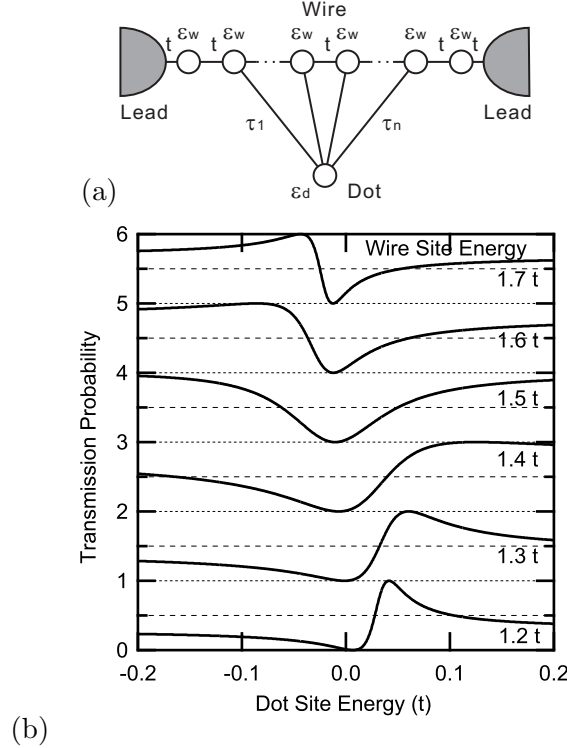 Wire
t εw t εw εw t εw εw εw t
Lead
Lead
τ1
τn
εd Dot
(a)
6
Wire Site Energy
1.7 t
5
1.6 t
4
1.5 t
3
1.4 t
2
1.3 t
1
1.2 t
0
Transmission Probability
-0.2 -0.1 0.0 0.1 0.2
Dot Site Energy (t)
(b)